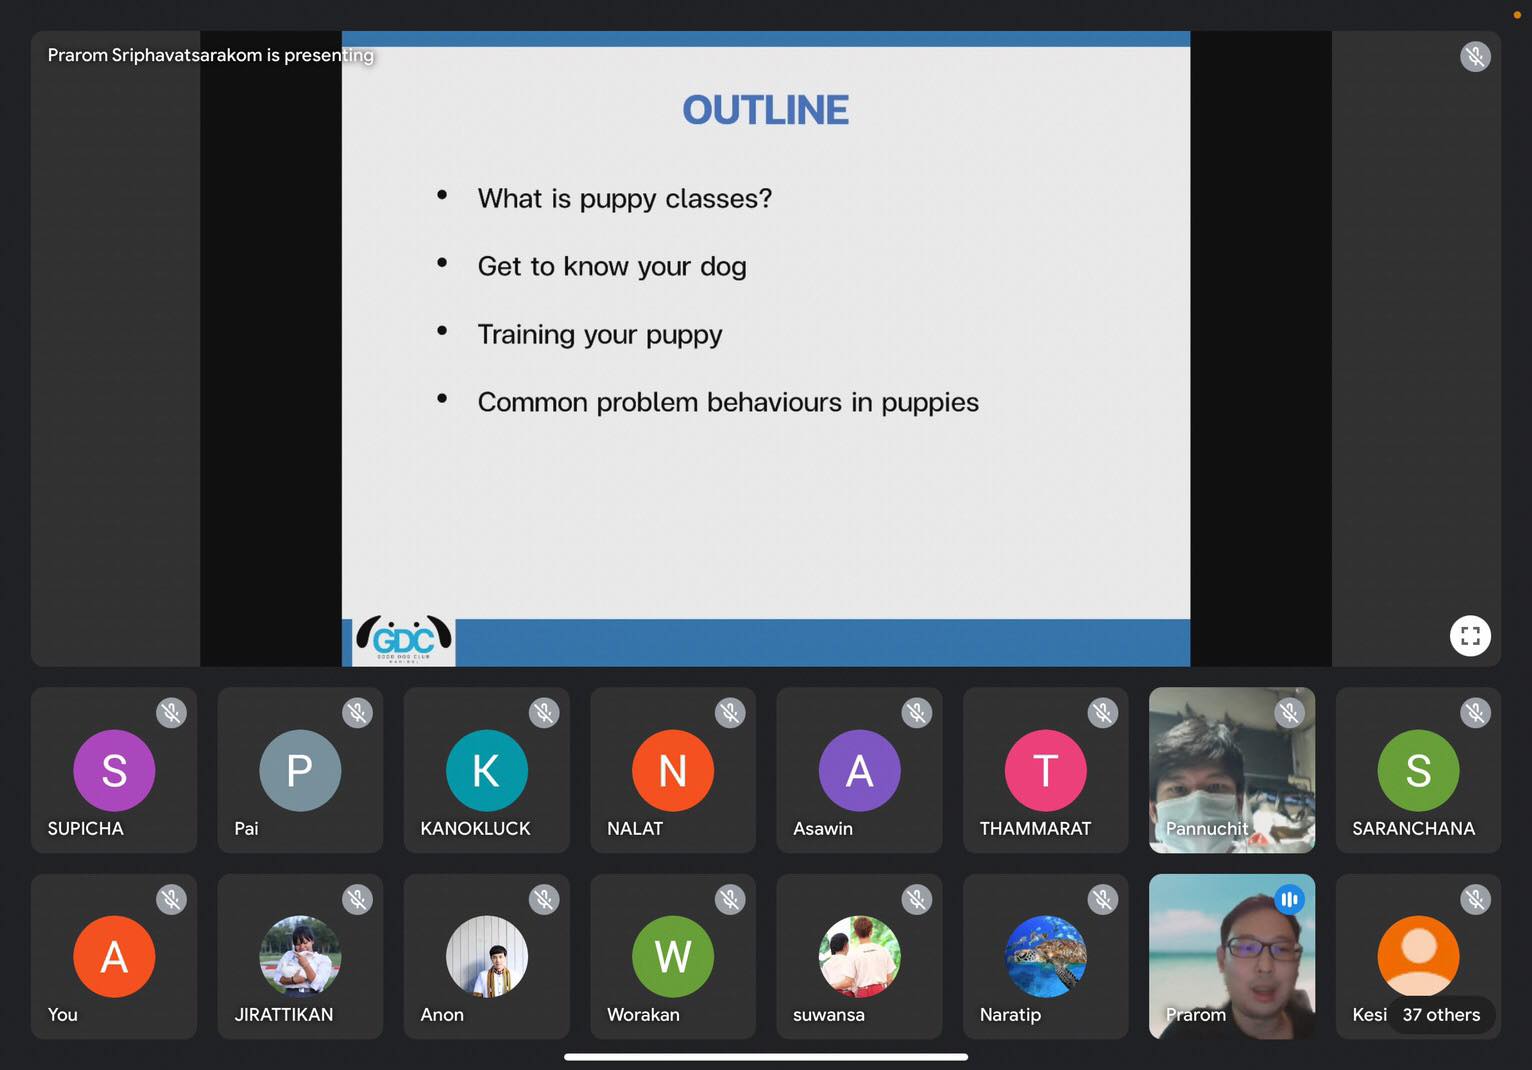 Prarom Sriphavatsarakom is presenting
OUTLINE
• What is puppy classes?
• Get to know your dog
• Training your puppy
• Common problem behaviours in puppies
GDC
GOOD DOG CLUB
S
SUPICHA
P
Pai
K
KANOKLUCK
N
NALAT
A
Asawin
T
THAMMARAT
Pannuchit
S
SARANCHANA
A
You
JIRATTIKAN
Anon
W
Worakan
suwansa
Naratip
Prarom
Kesi
37 others